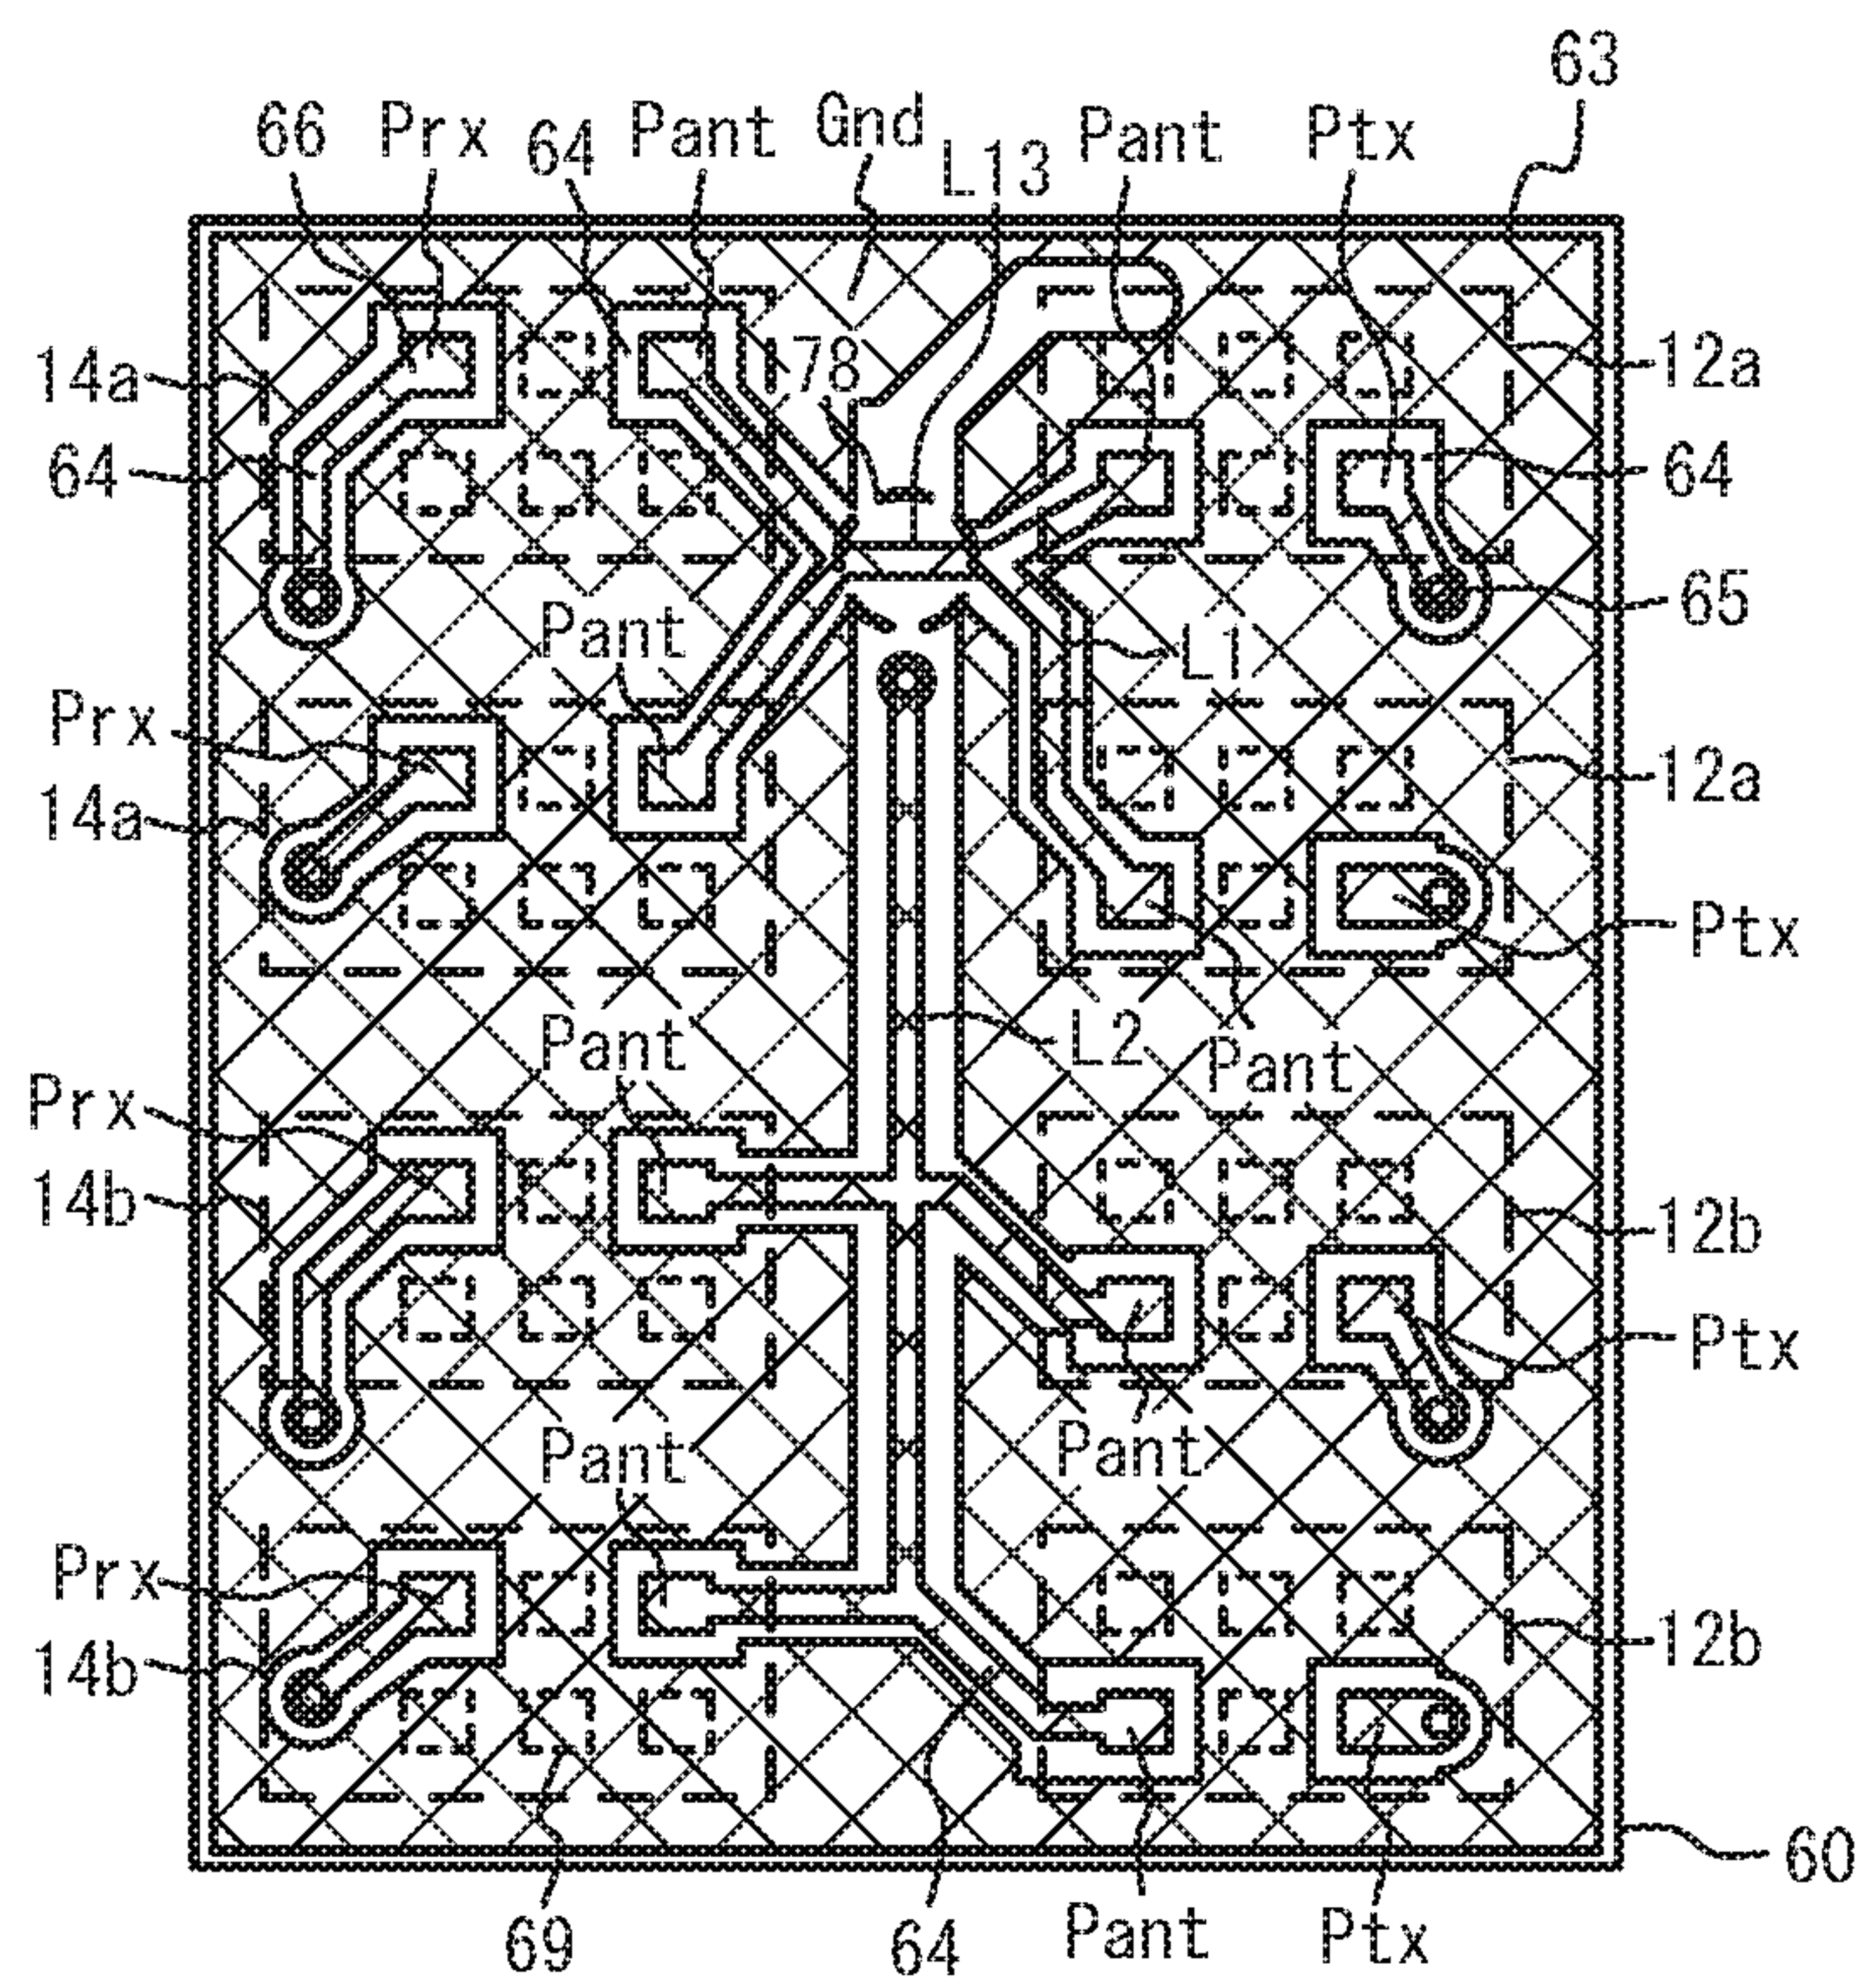 63
66 Prx 64 Pant Gnd L13 Pant Ptx
78
14a 12a
64 64
65
Pant L1
Prx
12a
14a
Ptx
Pant L2 Pant
Prx
14b 12b
Ptx
Pant Pant
Prx
14b 12b
60
69 64 Pant Ptx